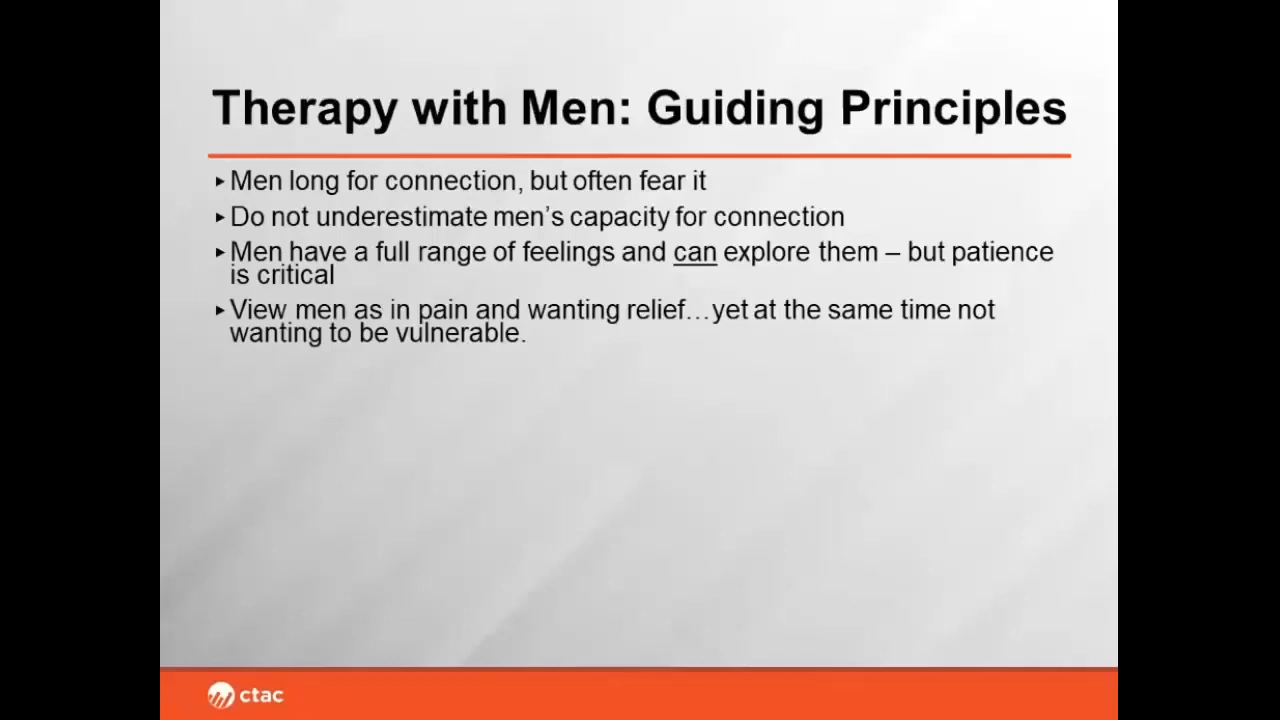 Therapy with Men: Guiding Principles
▸Men long for connection, but often fear it
▸Do not underestimate men’s capacity for connection
▸Men have a full range of feelings and can explore them – but patience
is critical
▸View men as in pain and wanting relief…yet at the same time not
wanting to be vulnerable.
ctac